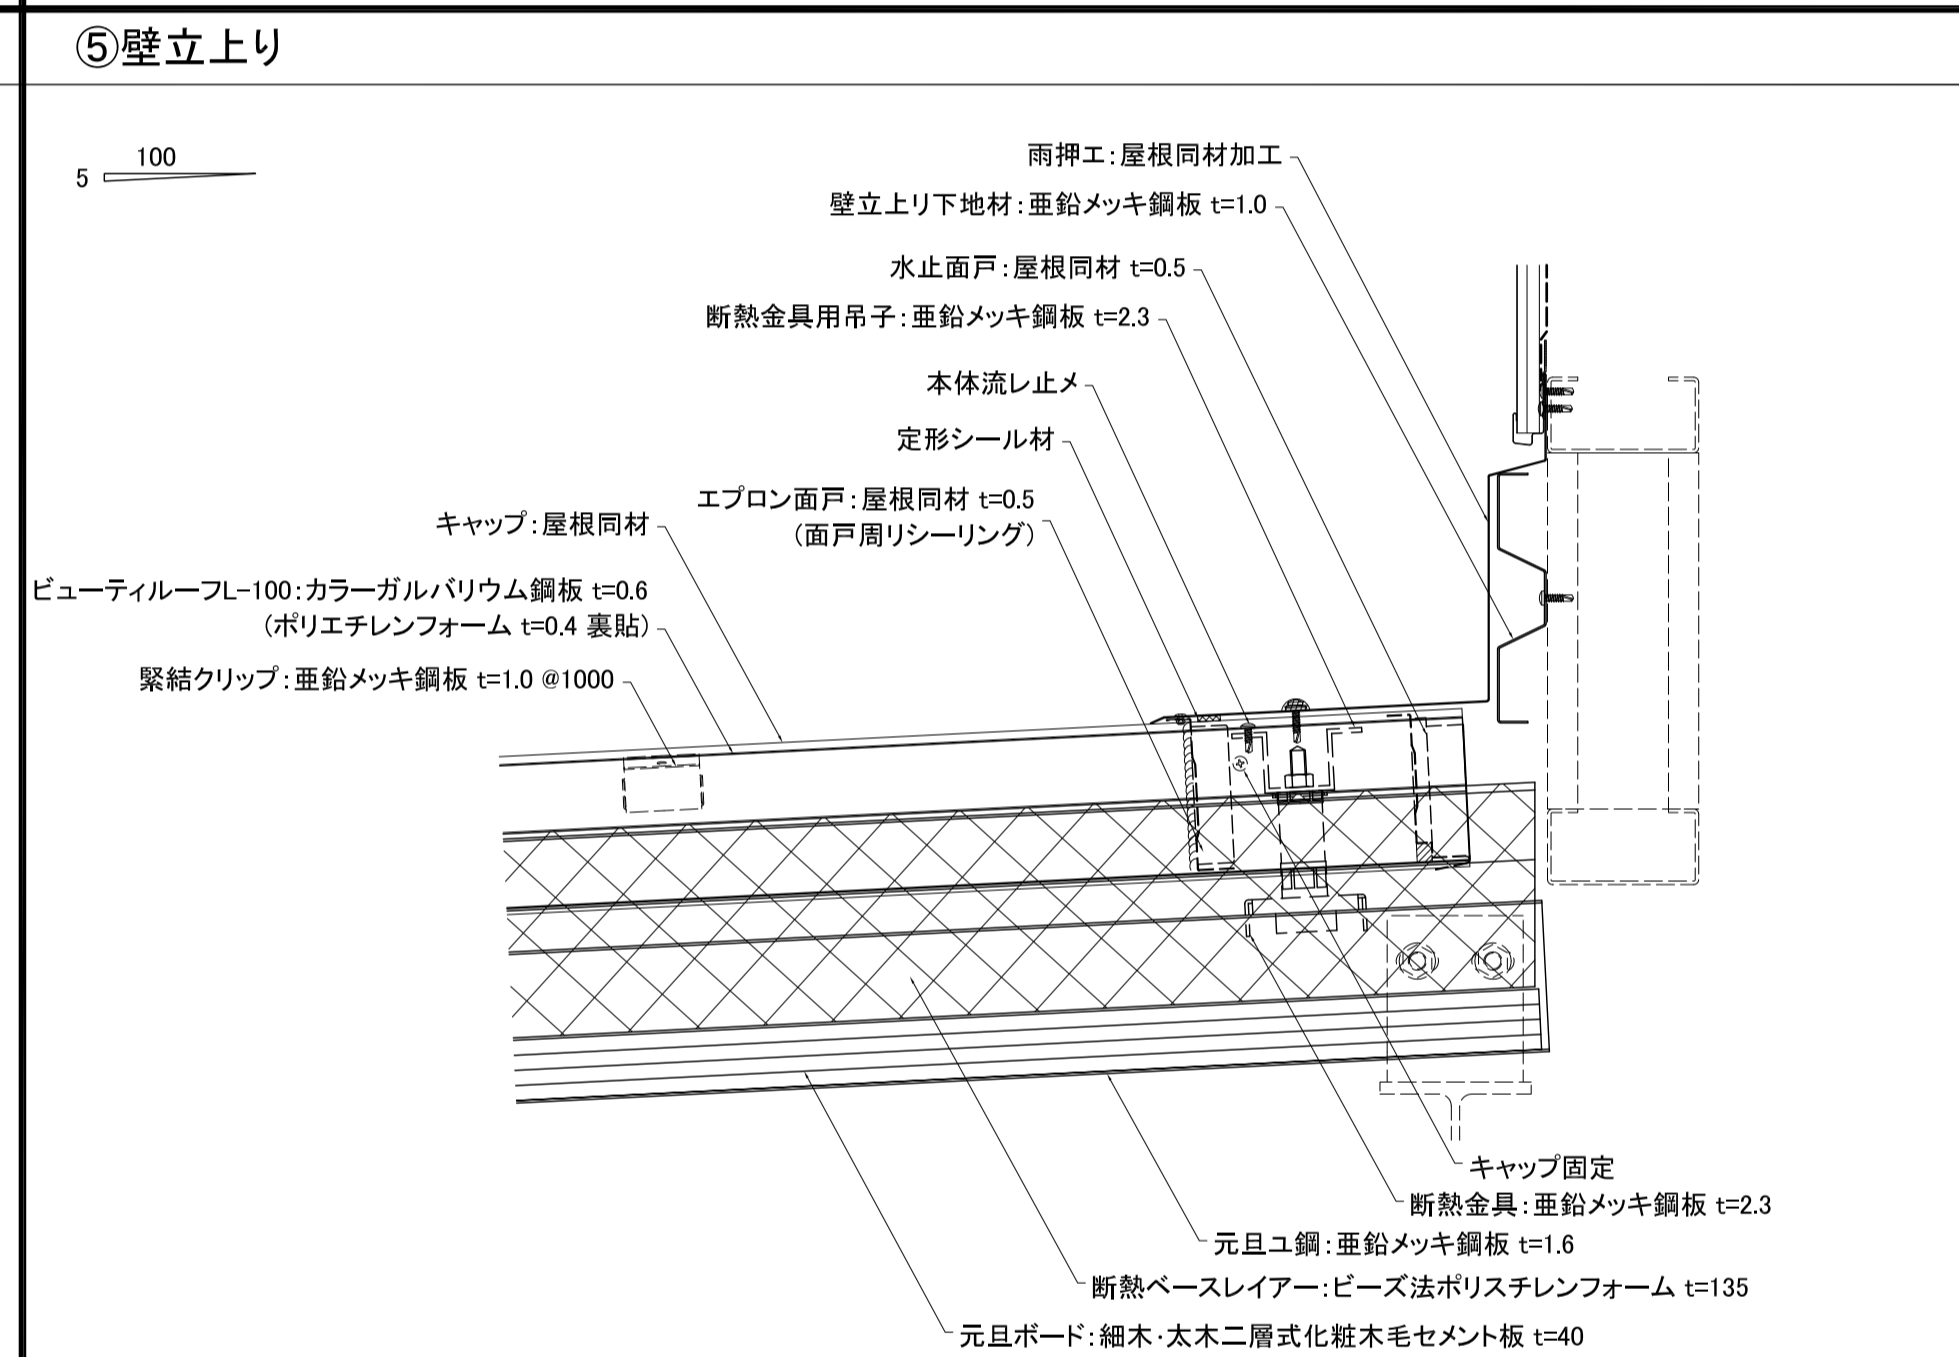 ⑤壁立上り
100
5
雨押エ:屋根同材加工
壁立上リ下地材:亜鉛メッキ鋼板 t=1.0
水止面戸:屋根同材 t=0.5
断熱金具用吊子:亜鉛メッキ鋼板 t=2.3
本体流レ止メ
定形シール材
エプロン面戸:屋根同材 t=0.5
(面戸周リシーリング)
キャップ:屋根同材
ビューティルーフL-100:カラーガルバリウム鋼板 t=0.6
(ポリエチレンフォーム t=0.4 裏貼)
緊結クリップ:亜鉛メッキ鋼板 t=1.0 @1000
キャップ固定
断熱金具:亜鉛メッキ鋼板 t=2.3
元旦ユ鋼:亜鉛メッキ鋼板 t=1.6
断熱ベースレイアー:ビーズ法ポリスチレンフォーム t=135
元旦ボード:細木・太木二層式化粧木毛セメント板 t=40